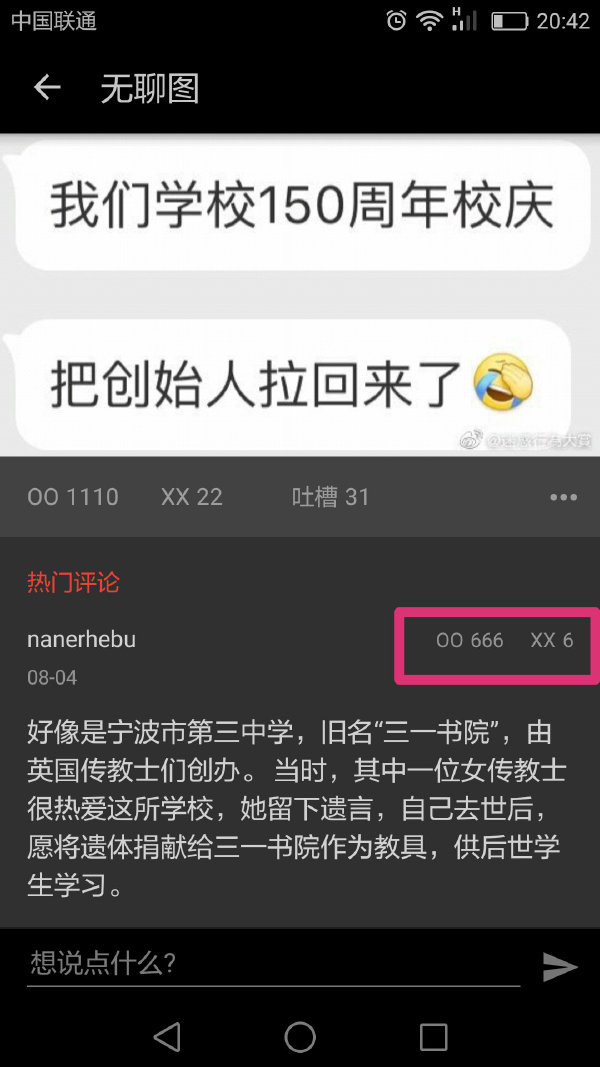 中国联通
H
20:42
无聊图
我们学校150周年校庆
把创始人拉回来了
OO 1110 XX 22 吐槽 31
热门评论
nanerhebu OO 666 XX 6
08-04
好像是宁波市第三中学，旧名“三一书院”，由
英国传教士们创办。当时，其中一位女传教士
很热爱这所学校，她留下遗言，自己去世后，
愿将遗体捐献给三一书院作为教具，供后世学
生学习。
想说点什么?